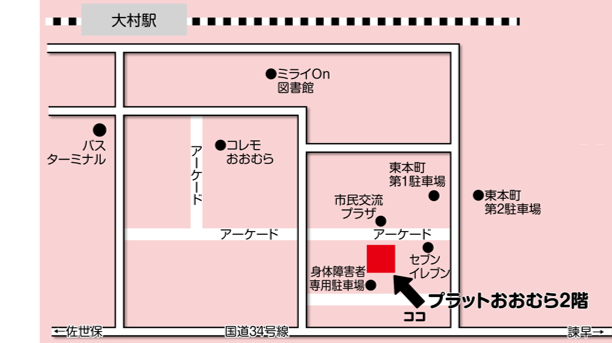 大村駅
ミライOn
図書館
バス
ターミナル
アーケード
コレモ
おおむら
東本町
第1駐車場
東本町
第2駐車場
市民交流
プラザ
アーケード
アーケード
セブン
イレブン
身体障害者
専用駐車場
プラットおおむら2階
ココ
←佐世保
国道34号線
諫早→